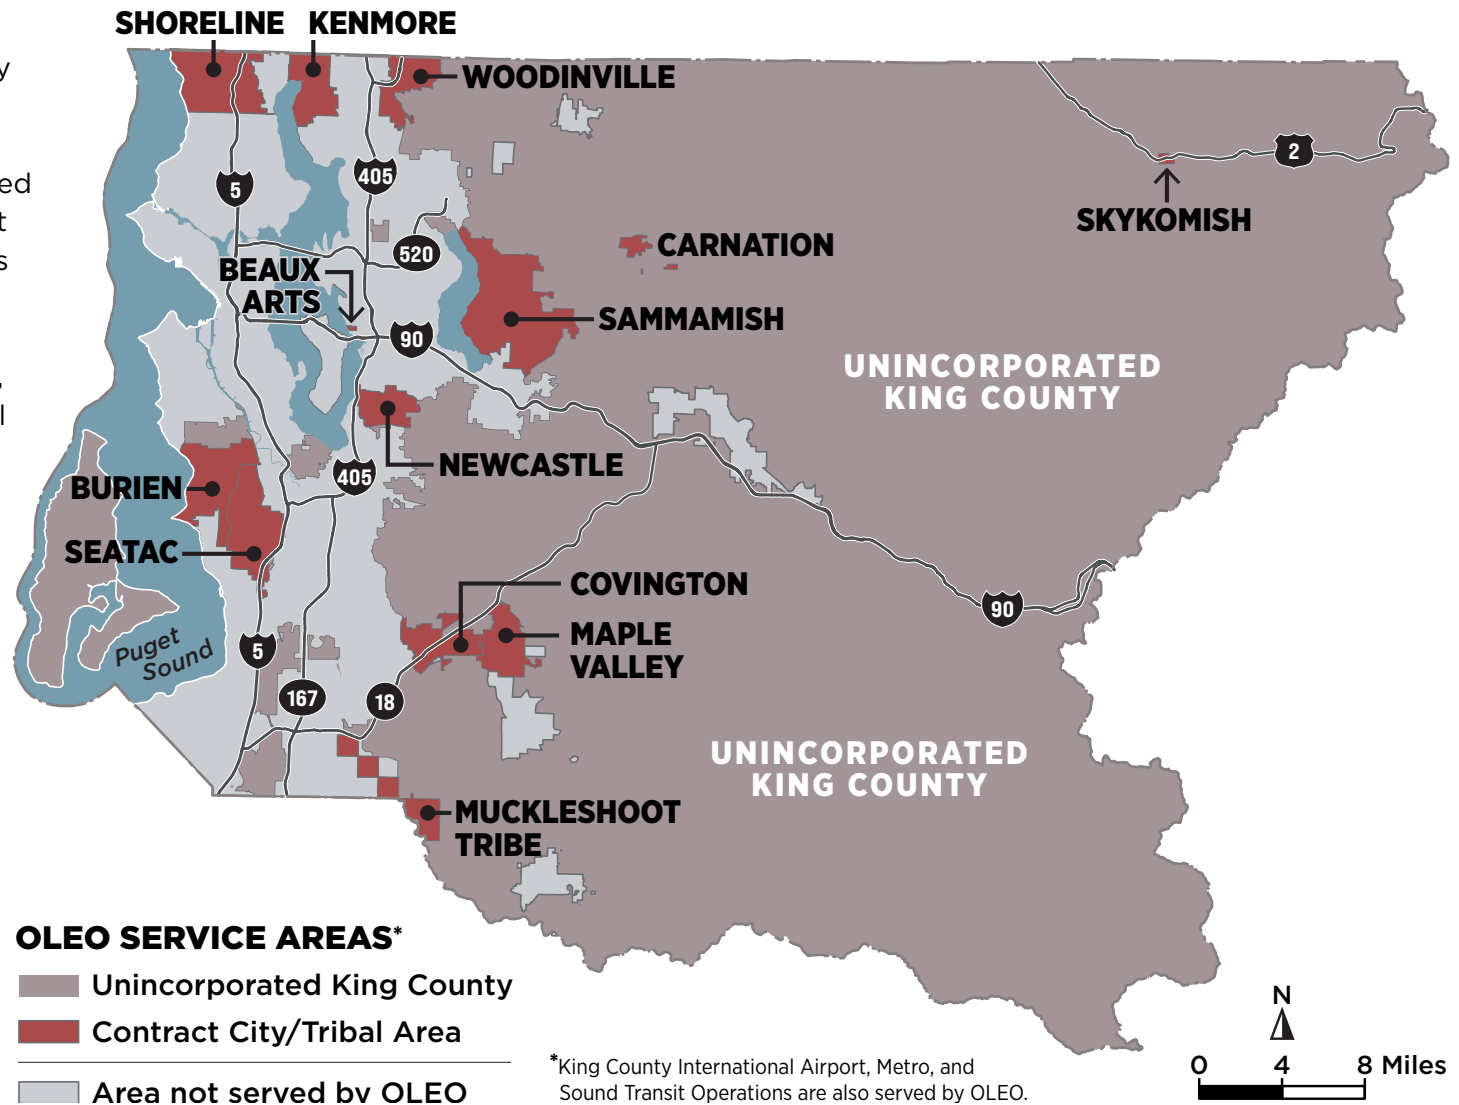 SHORELINE
KENMORE
y
WOODINVILLE
2
405
5
ed
t
SKYKOMISH
CARNATION
520
s
BEAUX
ARTS
SAMMAMISH
90
UNINCORPORATED
KING COUNTY
l
NEWCASTLE
405
BURIEN
SEATAC
COVINGTON
90
MAPLE
VALLEY
Puget
Sound
5
167
18
UNINCORPORATED
KING COUNTY
MUCKLESHOOT
TRIBE
OLEO SERVICE AREAS*
Unincorporated King County
Contract City/Tribal Area
Area not served by OLEO
*King County International Airport, Metro, and
Sound Transit Operations are also served by OLEO.
N
0 4 8 Miles